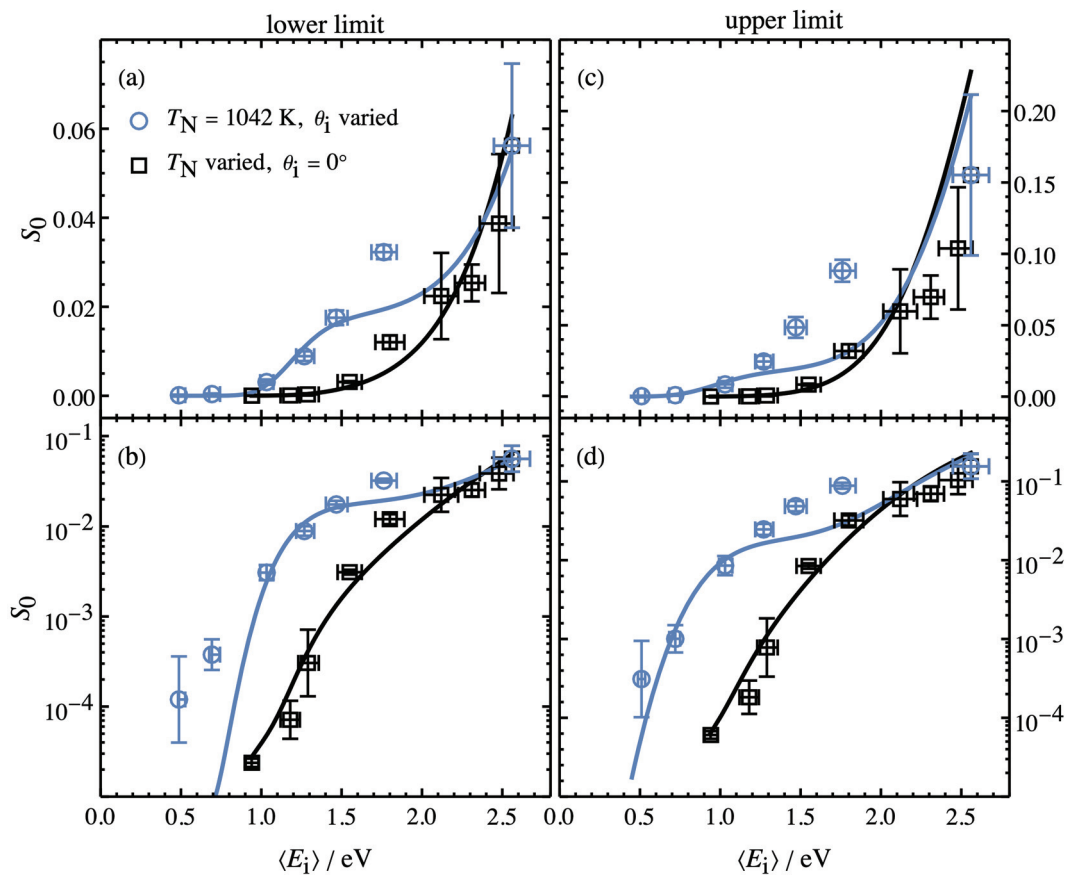 lower limit
upper limit
(a)
(c)
T_N = 1042 K, θ_i varied
T_N varied, θ_i = 0°
0.06
0.04
0.02
0.00
S_0
0.20
0.15
0.10
0.05
0.00
(b)
(d)
10^-1
10^-2
10^-3
10^-4
S_0
10^-1
10^-2
10^-3
10^-4
0.0 0.5 1.0 1.5 2.0 2.5
0.0 0.5 1.0 1.5 2.0 2.5
⟨E_i⟩ / eV
⟨E_i⟩ / eV